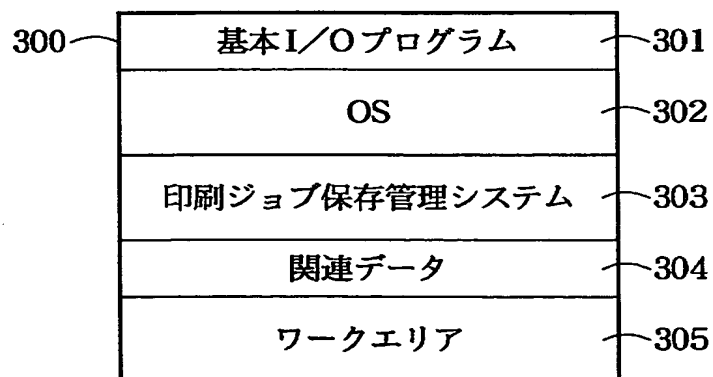 300 基本I/Oプログラム 301
OS 302
印刷ジョブ保存管理システム 303
関連データ 304
ワークエリア 305